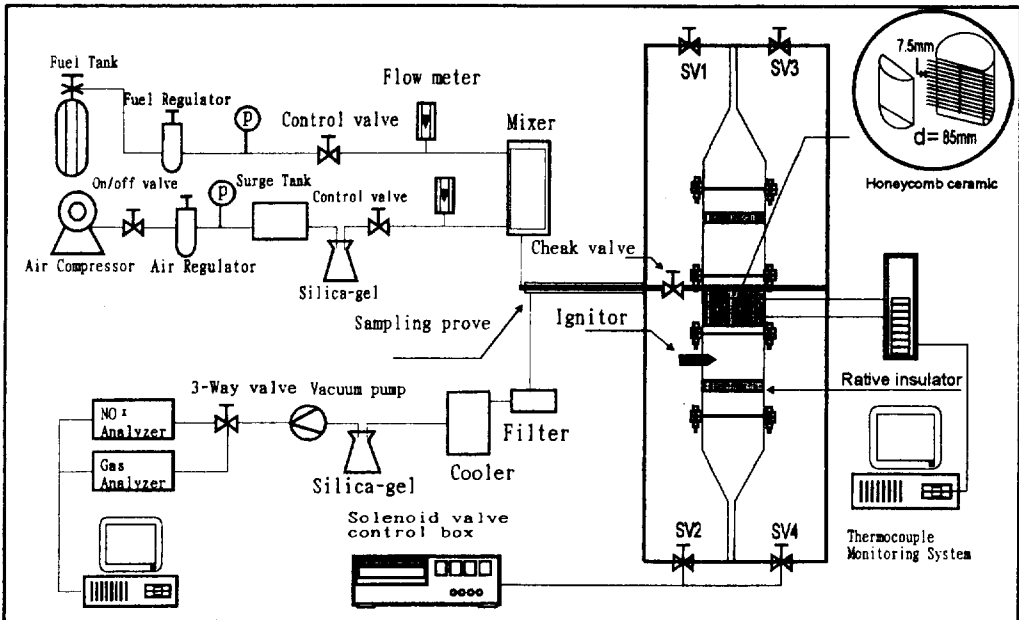 Fuel Tank
Fuel Regulator
P
Control valve
Flow meter
Mixer
On/off valve
P
Surge Tank
Control valve
Air Compressor
Air Regulator
Silica-gel
Cheak valve
Sampling prove
Ignitor
3-Way valve
Vacuum pump
NOx
Analyzer
Gas
Analyzer
Silica-gel
Cooler
Filter
Solenoid valve
control box
SV1
SV3
7.5mm
d= 85mm
Honeycomb ceramic
Rative insulator
SV2
SV4
Thermocouple
Monitoring System